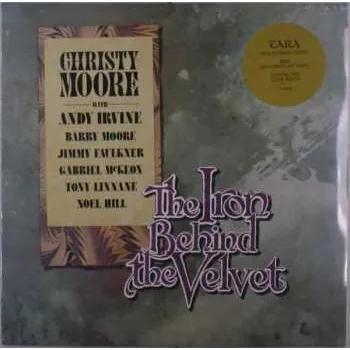 CHRISTY
MOORE
WITH
ANDY IRVINE
BARRY MOORE
JIMMY FAULKNER
GABRIEL McKEON
TONY LINNANE
NOEL HILL
TARA
The Iron
Behind
the Velvet